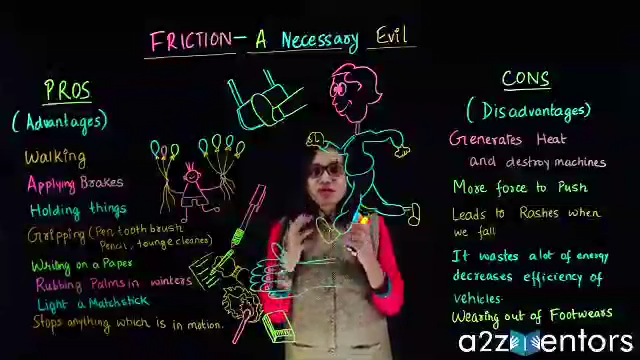 FRICTION- A Necessary Evil
PROS
(Advantages)
Walking
Applying Brakes
Holding things
Gripping (Pen, tooth brush
Pencil, tounge cleaner)
Writing on a Paper
Rubbing Palms in winters
Light a Matchstick
Stops anything which is in motion.
CONS
(Disadvantages)
Generates Heat
and destroy machines
More force to Push
Leads to Rashes when
we fall
It wastes a lot of energy
decreases efficiency of
vehicles.
Wearing out of Footwears
a2zmentors